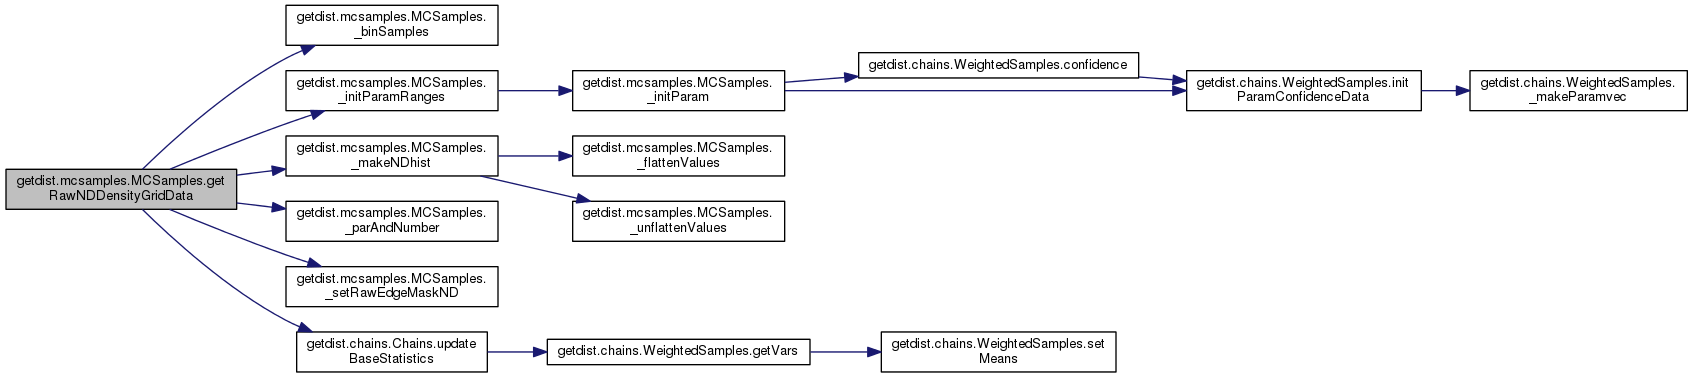 getdist.mcsamples.MCSamples.get
RawNDDensityGridData
getdist.mcsamples.MCSamples.
_binSamples
getdist.mcsamples.MCSamples.
_initParamRanges
getdist.mcsamples.MCSamples.
_initParam
getdist.chains.WeightedSamples.confidence
getdist.chains.WeightedSamples.init
ParamConfidenceData
getdist.chains.WeightedSamples.
_makeParamvec
getdist.mcsamples.MCSamples.
_makeNDhist
getdist.mcsamples.MCSamples.
_flattenValues
getdist.mcsamples.MCSamples.
_unflattenValues
getdist.mcsamples.MCSamples.
_parAndNumber
getdist.mcsamples.MCSamples.
_setRawEdgeMaskND
getdist.chains.Chains.update
BaseStatistics
getdist.chains.WeightedSamples.getVars
getdist.chains.WeightedSamples.set
Means